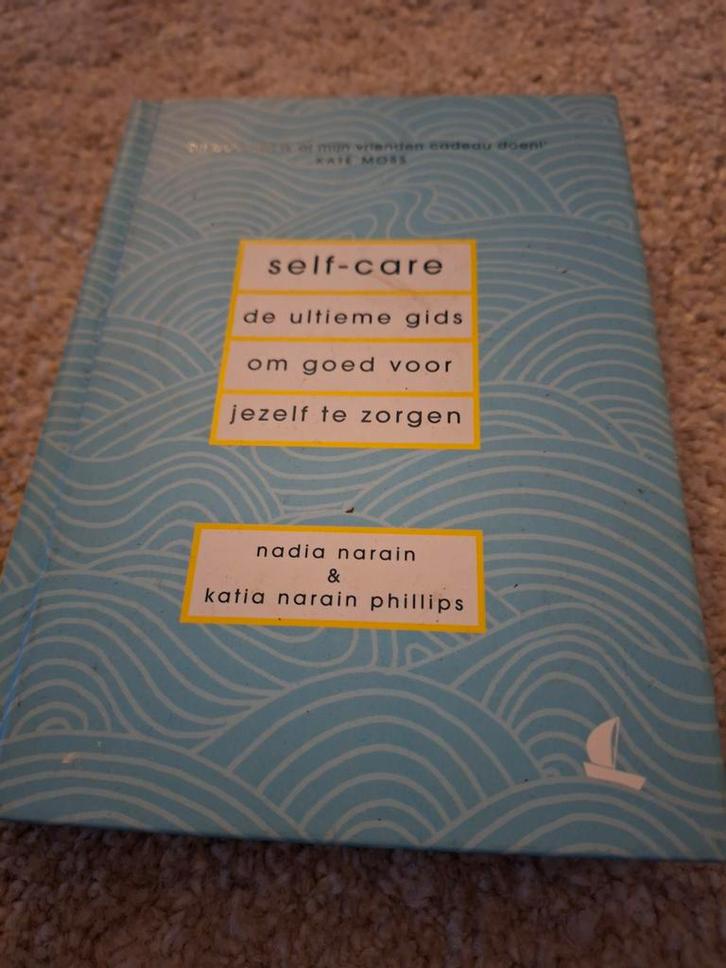 ik al mijn vrienden cadeau doen!'
KATE MOSS
self-care
de ultieme gids
om goed voor
jezelf te zorgen
nadia narain
&
katia narain phillips